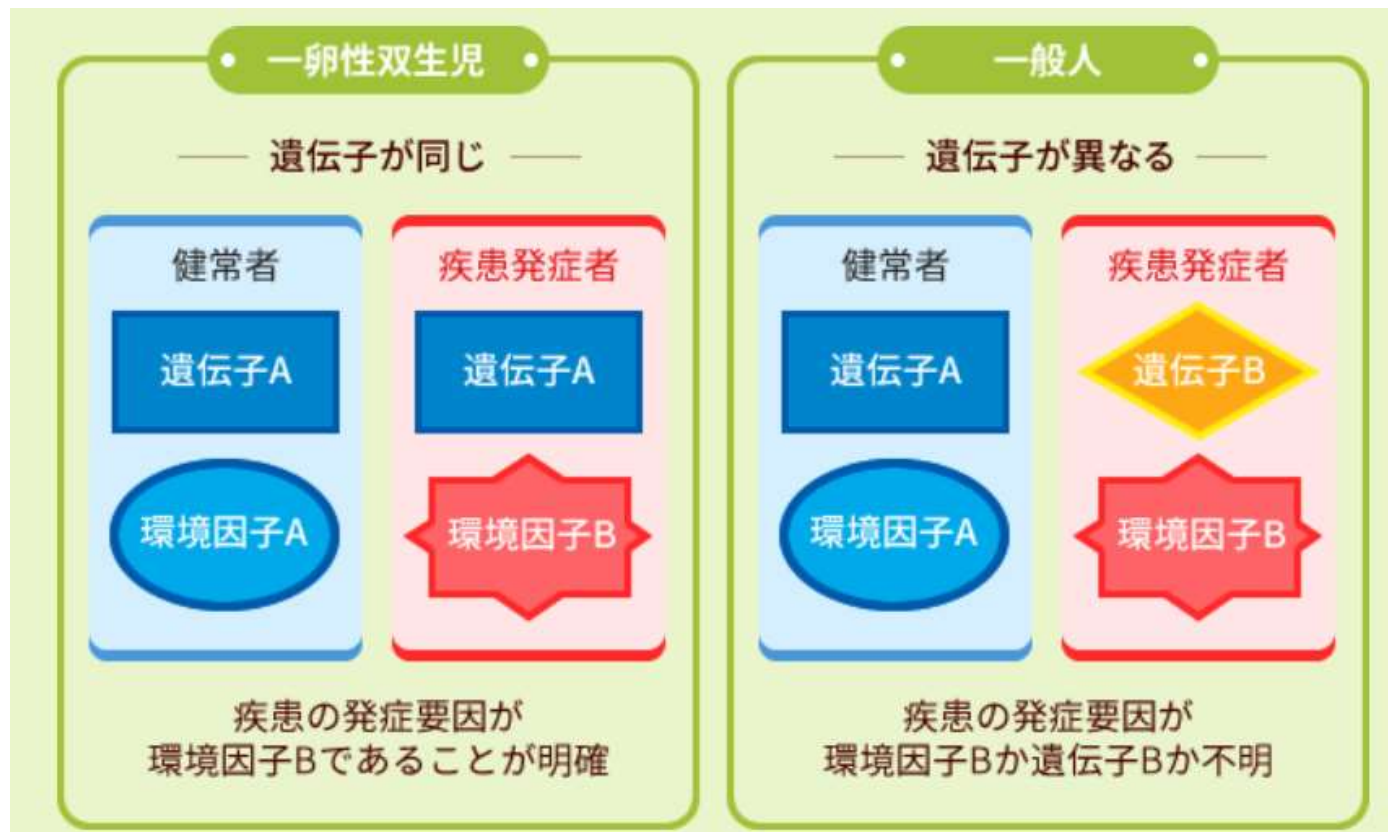 一卵性双生児
遺伝子が同じ
健常者
疾患発症者
遺伝子A
遺伝子A
環境因子A
環境因子B
疾患の発症要因が
環境因子Bであることが明確
一般人
遺伝子が異なる
健常者
疾患発症者
遺伝子A
遺伝子B
環境因子A
環境因子B
疾患の発症要因が
環境因子Bか遺伝子Bか不明